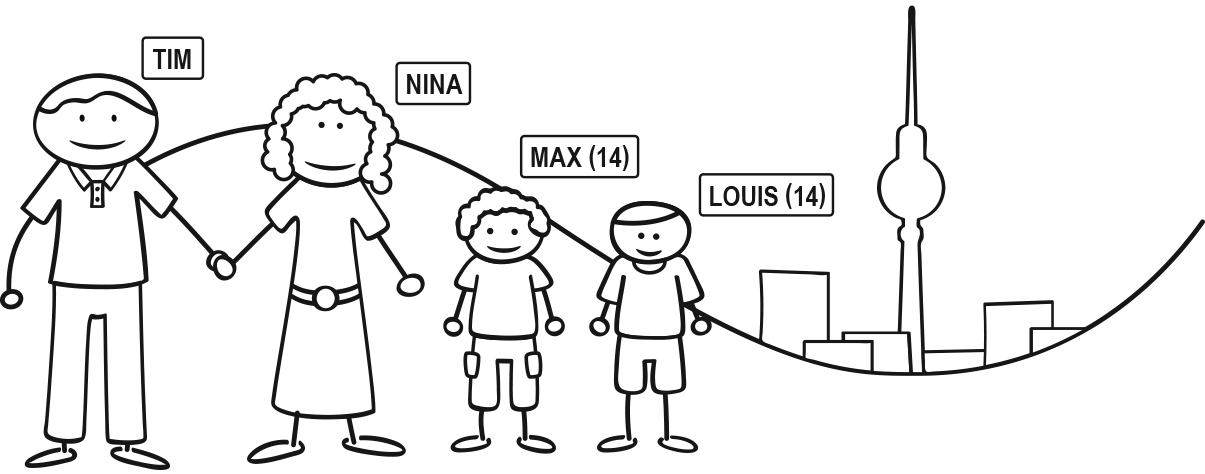 TIM
NINA
MAX (14)
LOUIS (14)